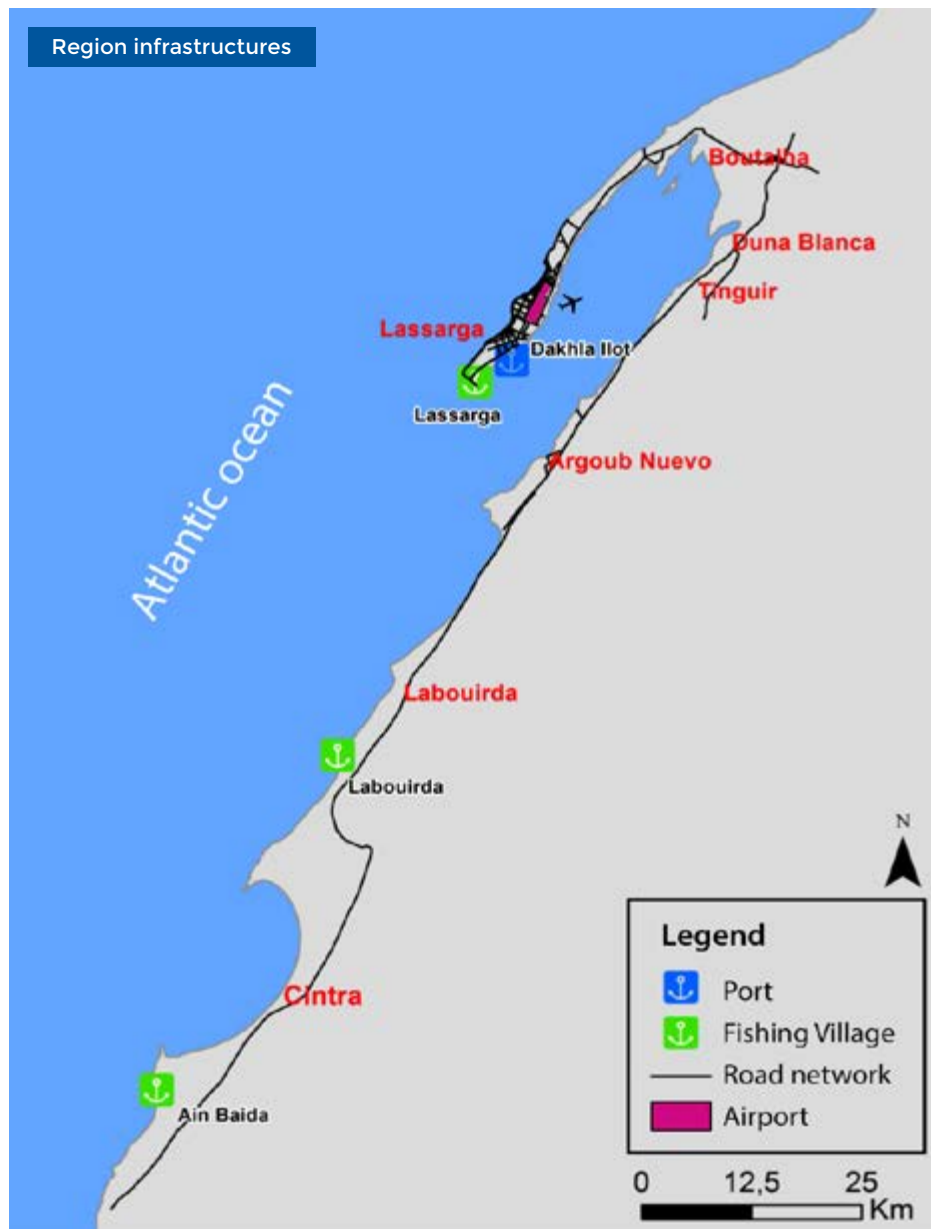 Region infrastructures
Boutalha
Duna Blanca
Tinguir
Lassarga
Dakhla Ilot
Lassarga
Argoub Nuevo
Atlantic ocean
Labouirda
Labouirda
N
Cintra
Ain Baida
Legend
Port
Fishing Village
Road network
Airport
0 12,5 25
Km